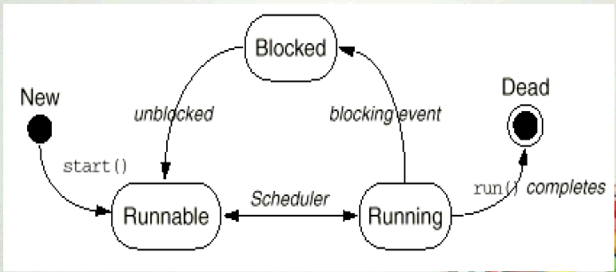 Blocked
New
Dead
unblocked
blocking event
start()
Scheduler
run() completes
Runnable
Running